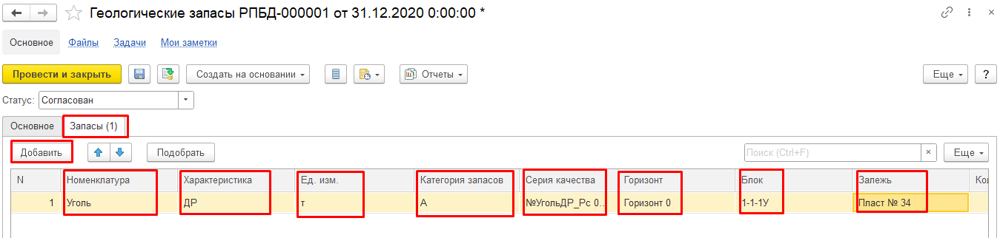 Геологические запасы РПБД-000001 от 31.12.2020 0:00:00 *
Основное Файлы Задачи Мои заметки
Провести и закрыть Создать на основании Отчеты Еще ?
Статус: Согласован
Основное Запасы (1)
Добавить Подобрать Поиск (Ctrl+F) × Еще
N Номенклатура Характеристика Ед. изм. Категория запасов Серия качества Горизонт Блок Залежь Ко
1 Уголь ДР т А №УгольДР_Рс 0.. Горизонт 0 1-1-1У Пласт № 34